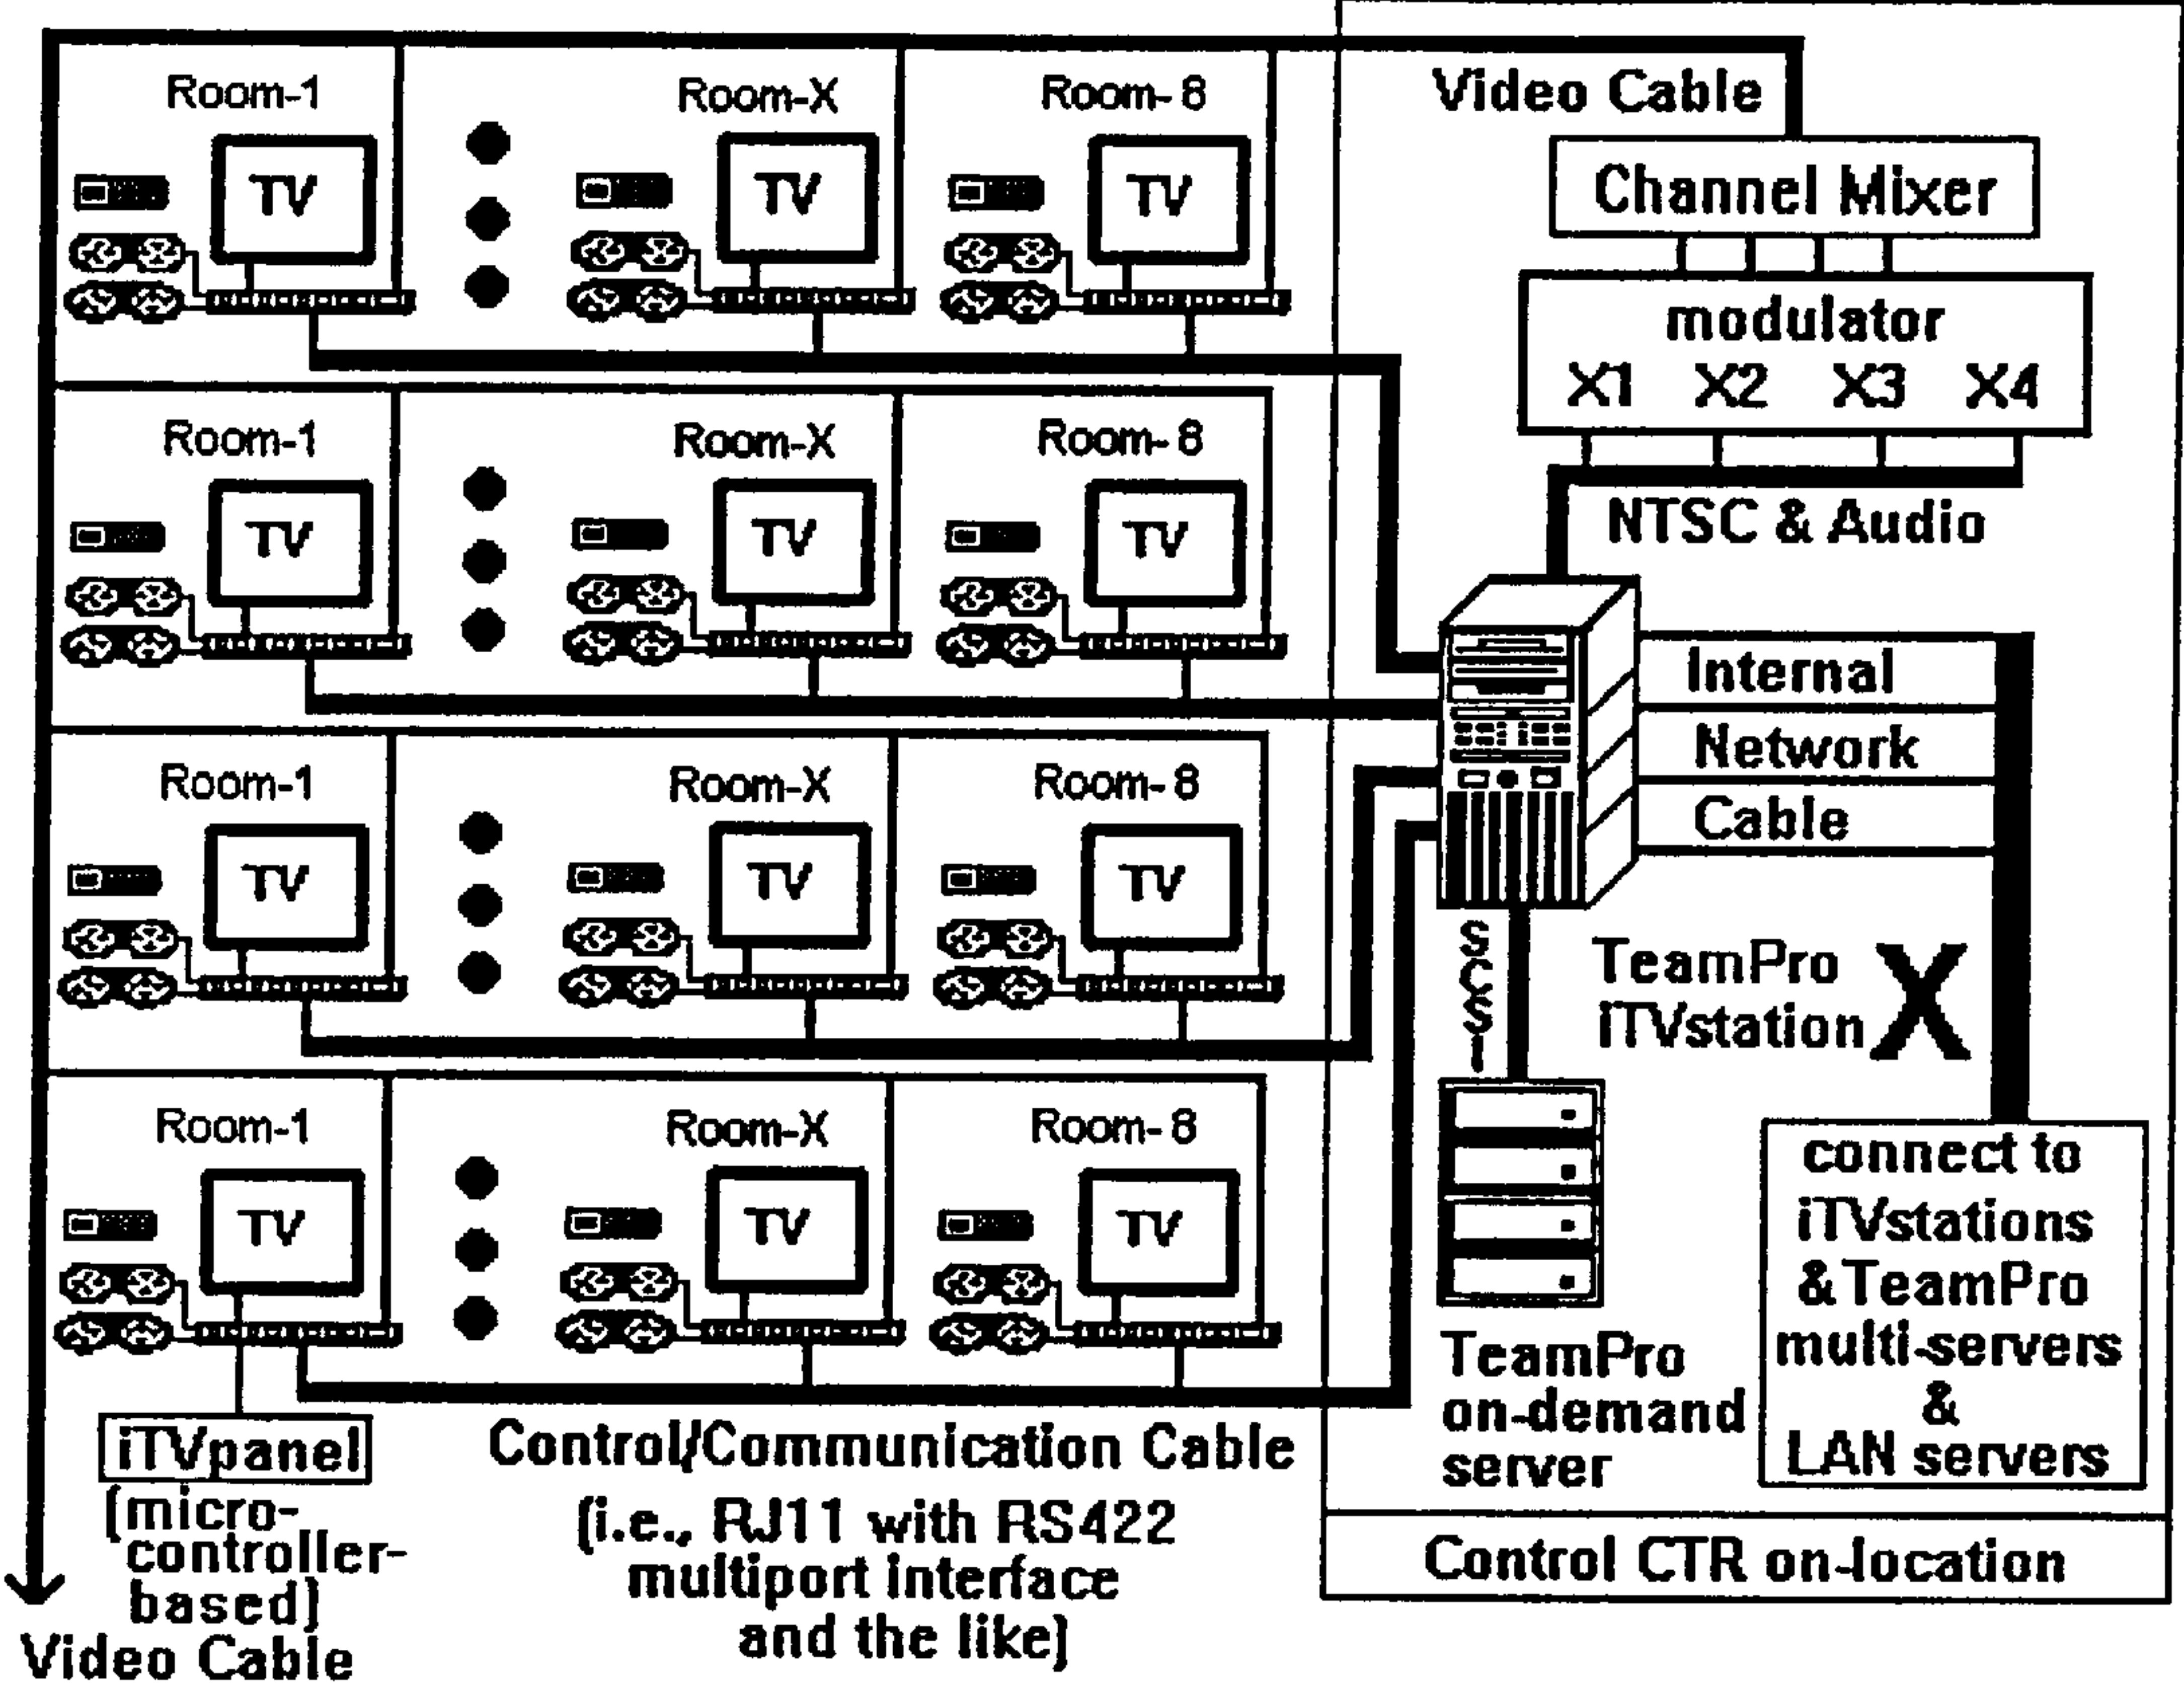 Room-1
Room-X
Room-8
Video Cable
TV
TV
TV
Channel Mixer
modulator
X1 X2 X3 X4
NTSC & Audio
Room-1
Room-X
Room-8
TV
TV
TV
Internal
Network
Cable
Room-1
Room-X
Room-8
TV
TV
TV
SCSI
TeamPro
iTVstation
X
Room-1
Room-X
Room-8
TV
TV
TV
connect to
iTVstations
& TeamPro
multi-servers
&
LAN servers
TeamPro
on-demand
server
iTVpanel
(micro-
controller-
based)
Control/Communication Cable
(i.e., RJ11 with RS422
multiport interface
and the like)
Control CTR on-location
Video Cable